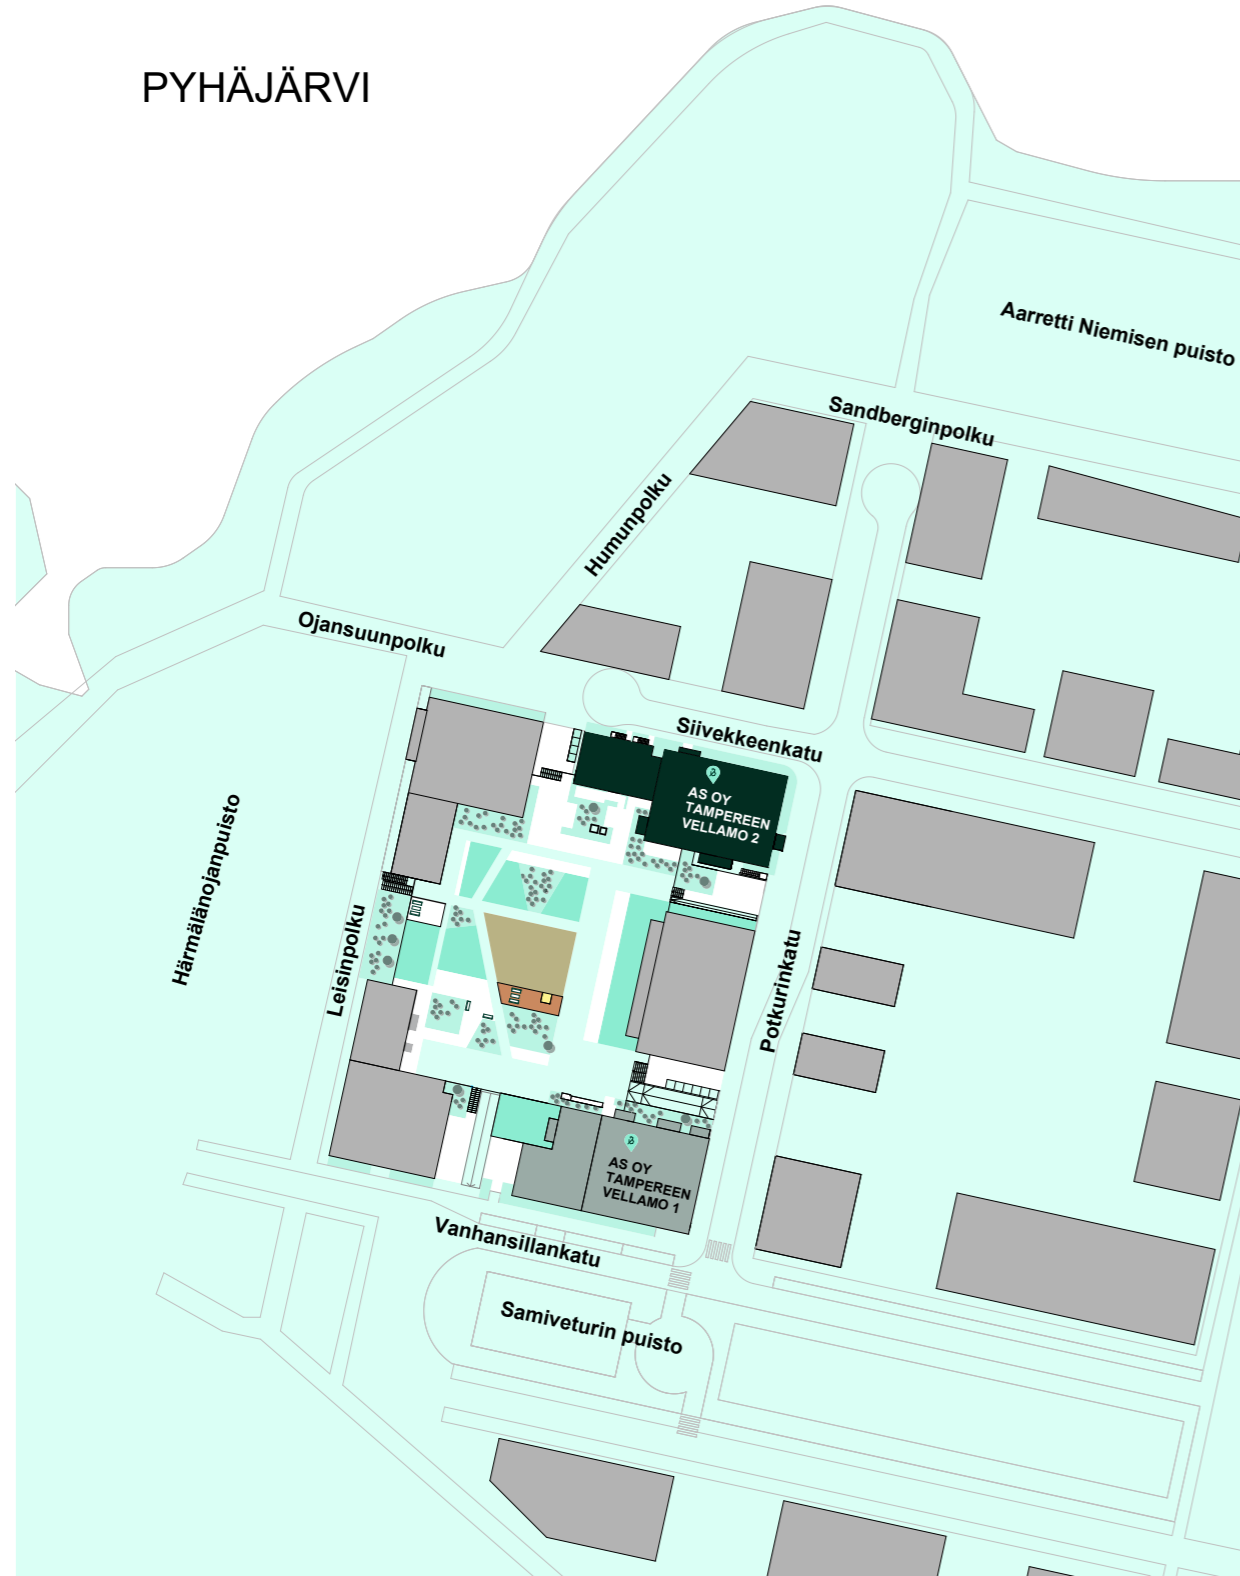 PYHÄJÄRVI
Aarretti Niemisen puisto
Sandberginpolku
Humunpolku
Ojansuunpolku
Siivekkeenkatu
AS OY
TAMPEREEN
VELLAMO 2
Härmälänojanpuisto
Leisinpolku
Potkurinkatu
AS OY
TAMPEREEN
VELLAMO 1
Vanhansillankatu
Samiveturin puisto